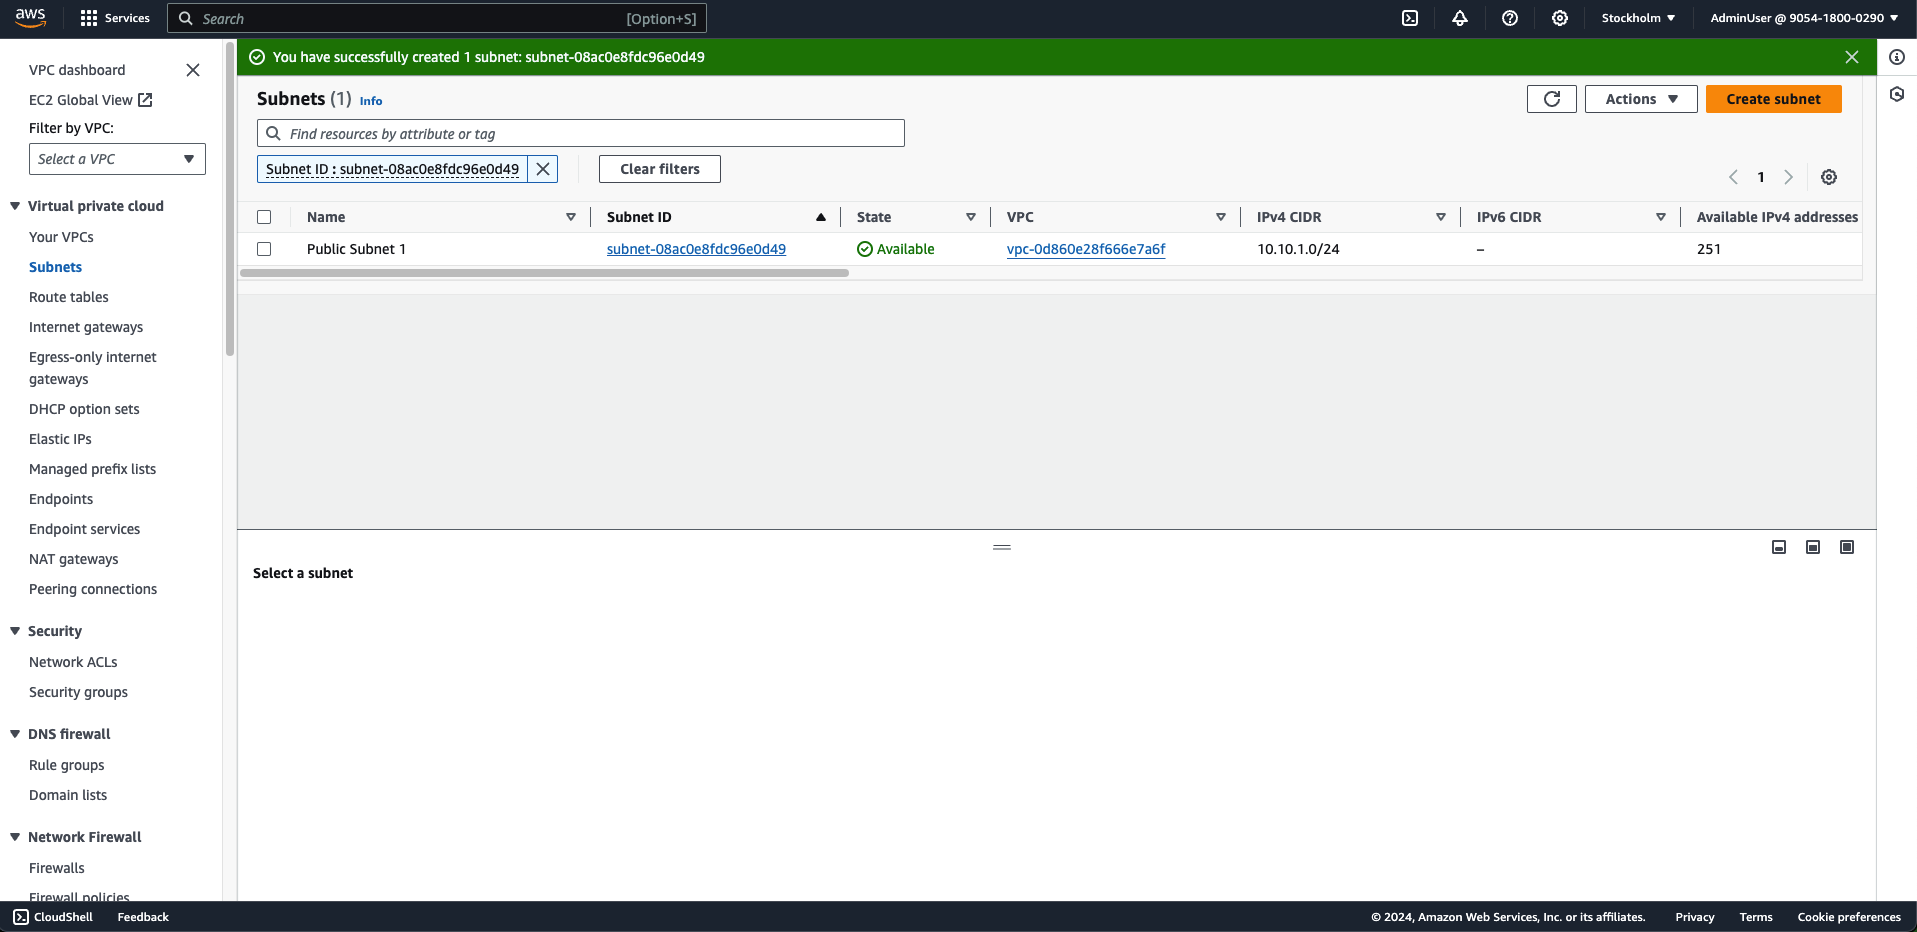 aws
Services
Search
[Option+S]
Stockholm
AdminUser @ 9054-1800-0290
VPC dashboard
EC2 Global View
Filter by VPC:
Select a VPC
Virtual private cloud
Your VPCs
Subnets
Route tables
Internet gateways
Egress-only internet
gateways
DHCP option sets
Elastic IPs
Managed prefix lists
Endpoints
Endpoint services
NAT gateways
Peering connections
Security
Network ACLs
Security groups
DNS firewall
Rule groups
Domain lists
Network Firewall
Firewalls
Firewall policies
You have successfully created 1 subnet: subnet-08ac0e8fdc96e0d49
Subnets (1) Info
Actions
Create subnet
Find resources by attribute or tag
Subnet ID : subnet-08ac0e8fdc96e0d49
Clear filters
1
Name Subnet ID State VPC IPv4 CIDR IPv6 CIDR Available IPv4 addresses
Public Subnet 1 subnet-08ac0e8fdc96e0d49 Available vpc-0d860e28f666e7a6f 10.10.1.0/24 – 251
Select a subnet
CloudShell Feedback © 2024, Amazon Web Services, Inc. or its affiliates. Privacy Terms Cookie preferences